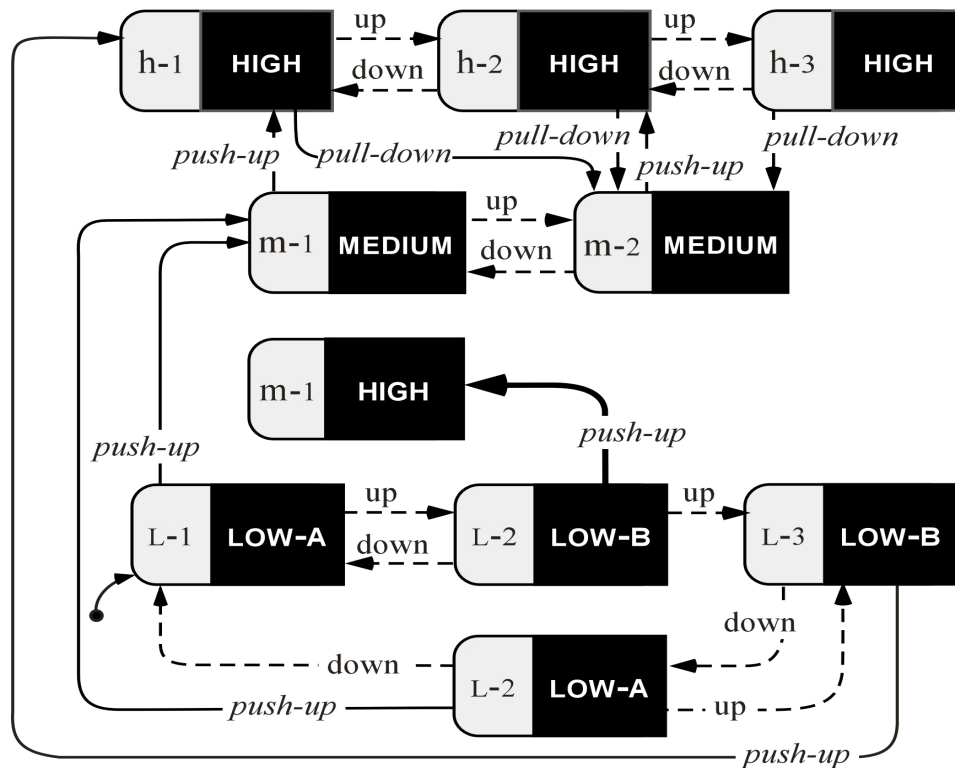 up up
h-1 HIGH h-2 HIGH h-3 HIGH
down down
push-up pull-down pull-down push-up pull-down
up
m-1 MEDIUM m-2 MEDIUM
down
m-1 HIGH
push-up push-up
up up
L-1 LOW-A L-2 LOW-B L-3 LOW-B
down
down
down L-2 LOW-A
push-up up
push-up